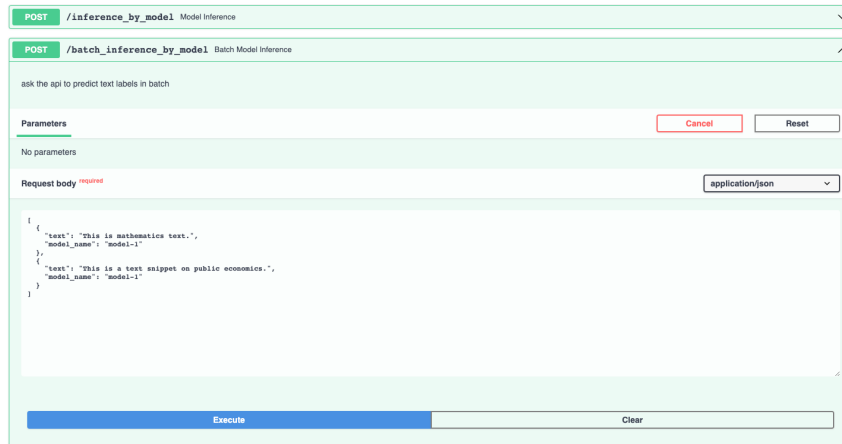 POST /inference_by_model Model Inference
POST /batch_inference_by_model Batch Model Inference
ask the api to predict text labels in batch
Parameters Cancel Reset
No parameters
Request body required application/json
[
  {
    "text": "This is mathematics text.",
    "model_name": "model-1"
  },
  {
    "text": "This is a text snippet on public economics.",
    "model_name": "model-1"
  }
]
Execute Clear